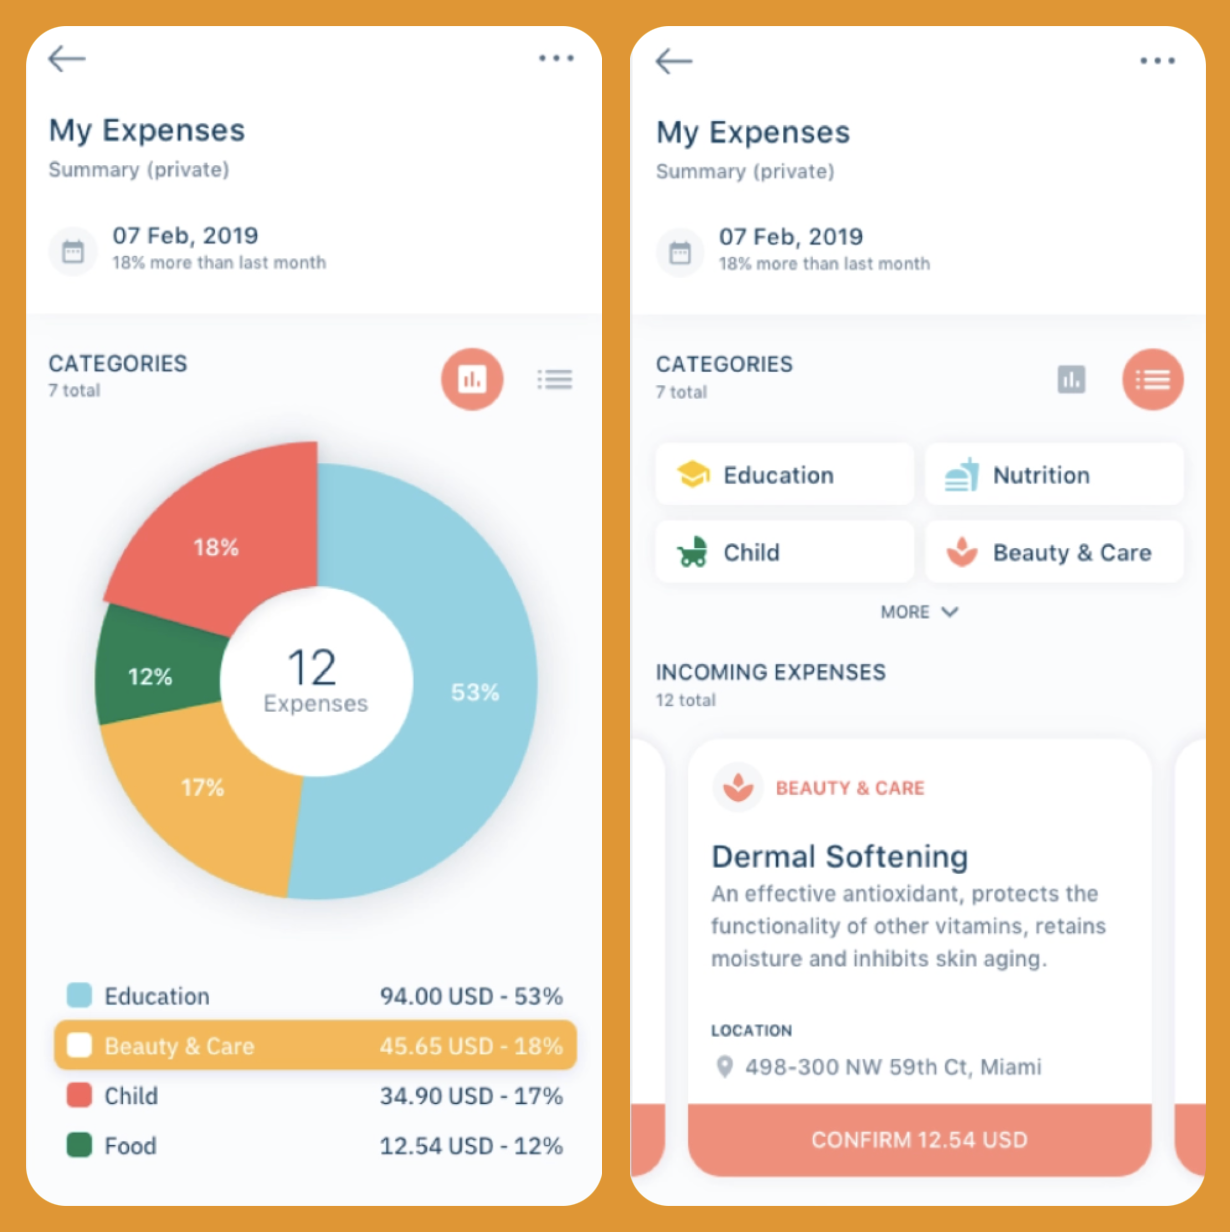 My Expenses
Summary (private)
07 Feb, 2019
18% more than last month
CATEGORIES
7 total
18%
12%
53%
17%
12
Expenses
Education 94.00 USD - 53%
Beauty & Care 45.65 USD - 18%
Child 34.90 USD - 17%
Food 12.54 USD - 12%
My Expenses
Summary (private)
07 Feb, 2019
18% more than last month
CATEGORIES
7 total
Education
Nutrition
Child
Beauty & Care
MORE
INCOMING EXPENSES
12 total
BEAUTY & CARE
Dermal Softening
An effective antioxidant, protects the
functionality of other vitamins, retains
moisture and inhibits skin aging.
LOCATION
498-300 NW 59th Ct, Miami
CONFIRM 12.54 USD